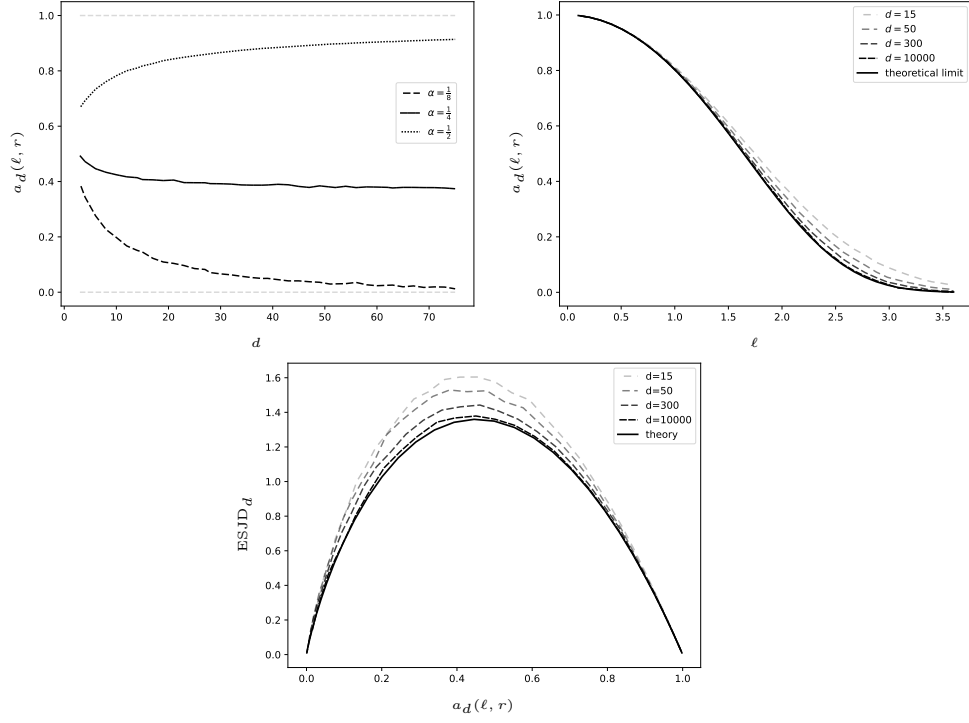 1.0
0.8
0.6
0.4
0.2
0.0
a_d(ℓ, r)
0 10 20 30 40 50 60 70
d
α = 1/8
α = 1/4
α = 1/2
1.0
0.8
0.6
0.4
0.2
0.0
a_d(ℓ, r)
0.0 0.5 1.0 1.5 2.0 2.5 3.0 3.5
ℓ
d = 15
d = 50
d = 300
d = 10000
theoretical limit
1.6
1.4
1.2
1.0
0.8
0.6
0.4
0.2
0.0
ESJD_d
0.0 0.2 0.4 0.6 0.8 1.0
a_d(ℓ, r)
d=15
d=50
d=300
d=10000
theory